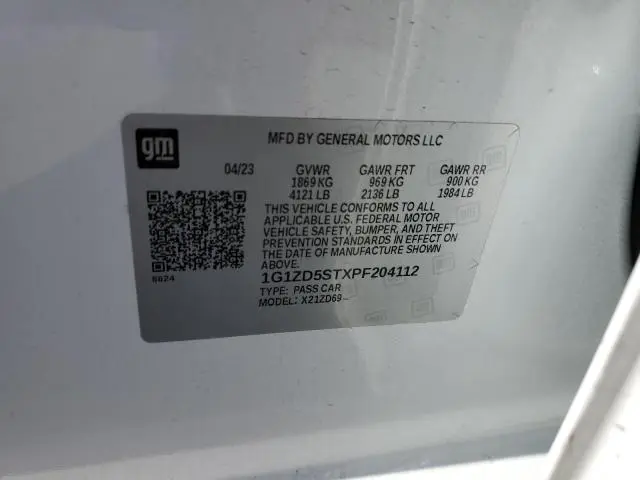 gm
MFD BY GENERAL MOTORS LLC
04/23 GVWR GAWR FRT GAWR RR
1869 KG 969 KG 900 KG
4121 LB 2136 LB 1984 LB
THIS VEHICLE CONFORMS TO ALL
APPLICABLE U.S. FEDERAL MOTOR
VEHICLE SAFETY, BUMPER, AND THEFT
PREVENTION STANDARDS IN EFFECT ON
THE DATE OF MANUFACTURE SHOWN
ABOVE.
1G1ZD5STXPF204112
TYPE: PASS CAR
MODEL: X21ZD69